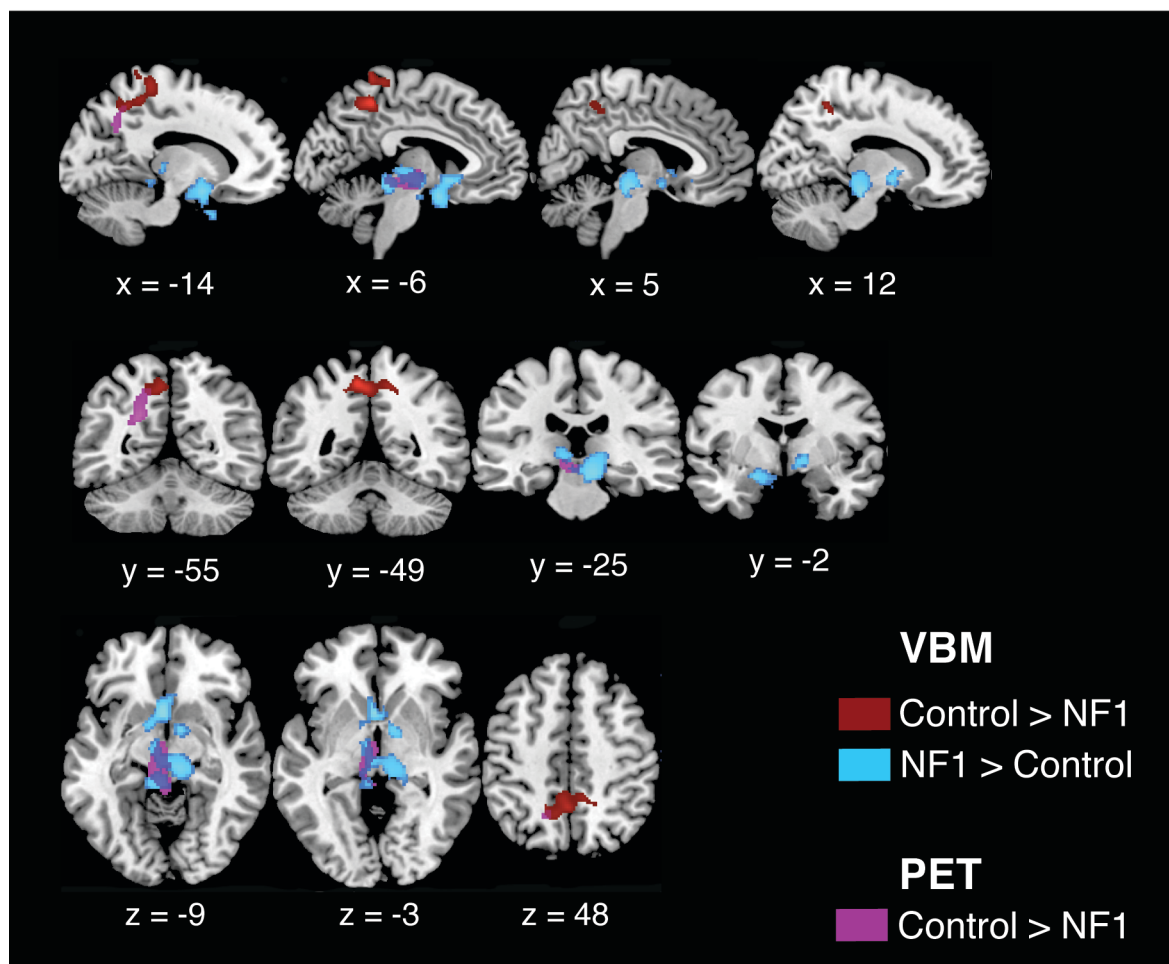 x = -14
x = -6
x = 5
x = 12
y = -55
y = -49
y = -25
y = -2
VBM
Control > NF1
NF1 > Control
z = -9
z = -3
z = 48
PET
Control > NF1